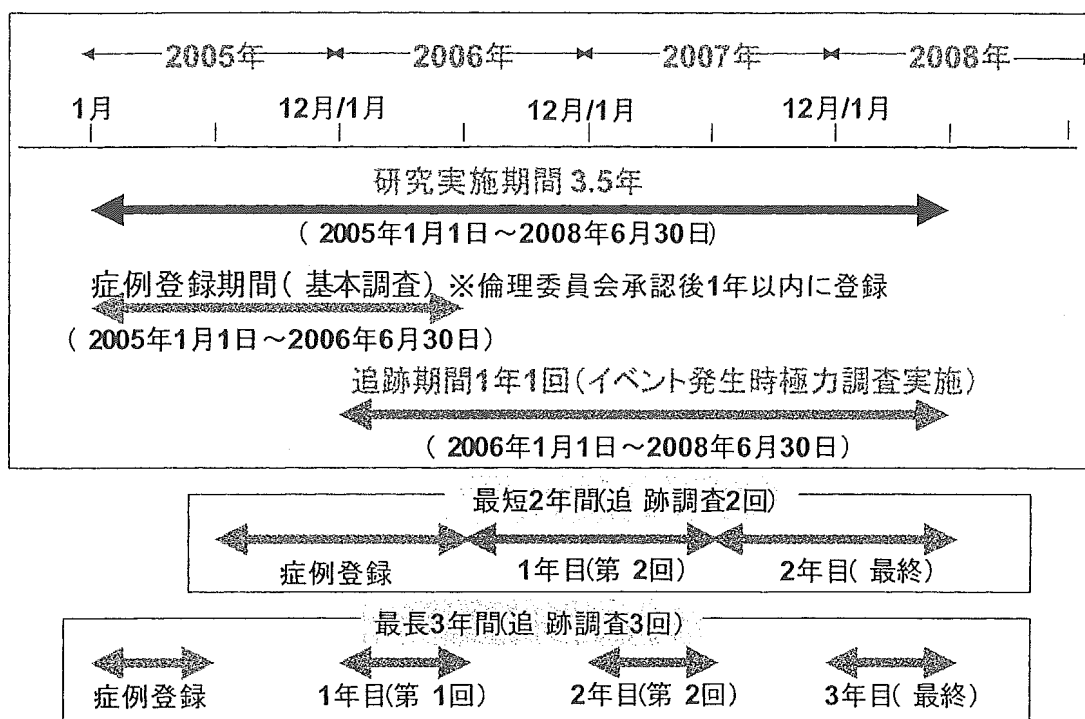 2005年 2006年 2007年 2008年
1月 12月/1月 12月/1月 12月/1月
研究実施期間 3.5年
( 2005年1月1日～2008年6月30日)
症例登録期間( 基本調査) ※倫理委員会承認後1年以内に登録
( 2005年1月1日～2006年6月30日)
追跡期間1年1回(イベント発生時極力調査実施)
( 2006年1月1日～2008年6月30日)
最短2年間(追 跡調査2回)
症例登録 1年目(第 2回) 2年目( 最終)
最長3年間(追 跡調査3回)
症例登録 1年目(第 1回) 2年目(第 2回) 3年目( 最終)